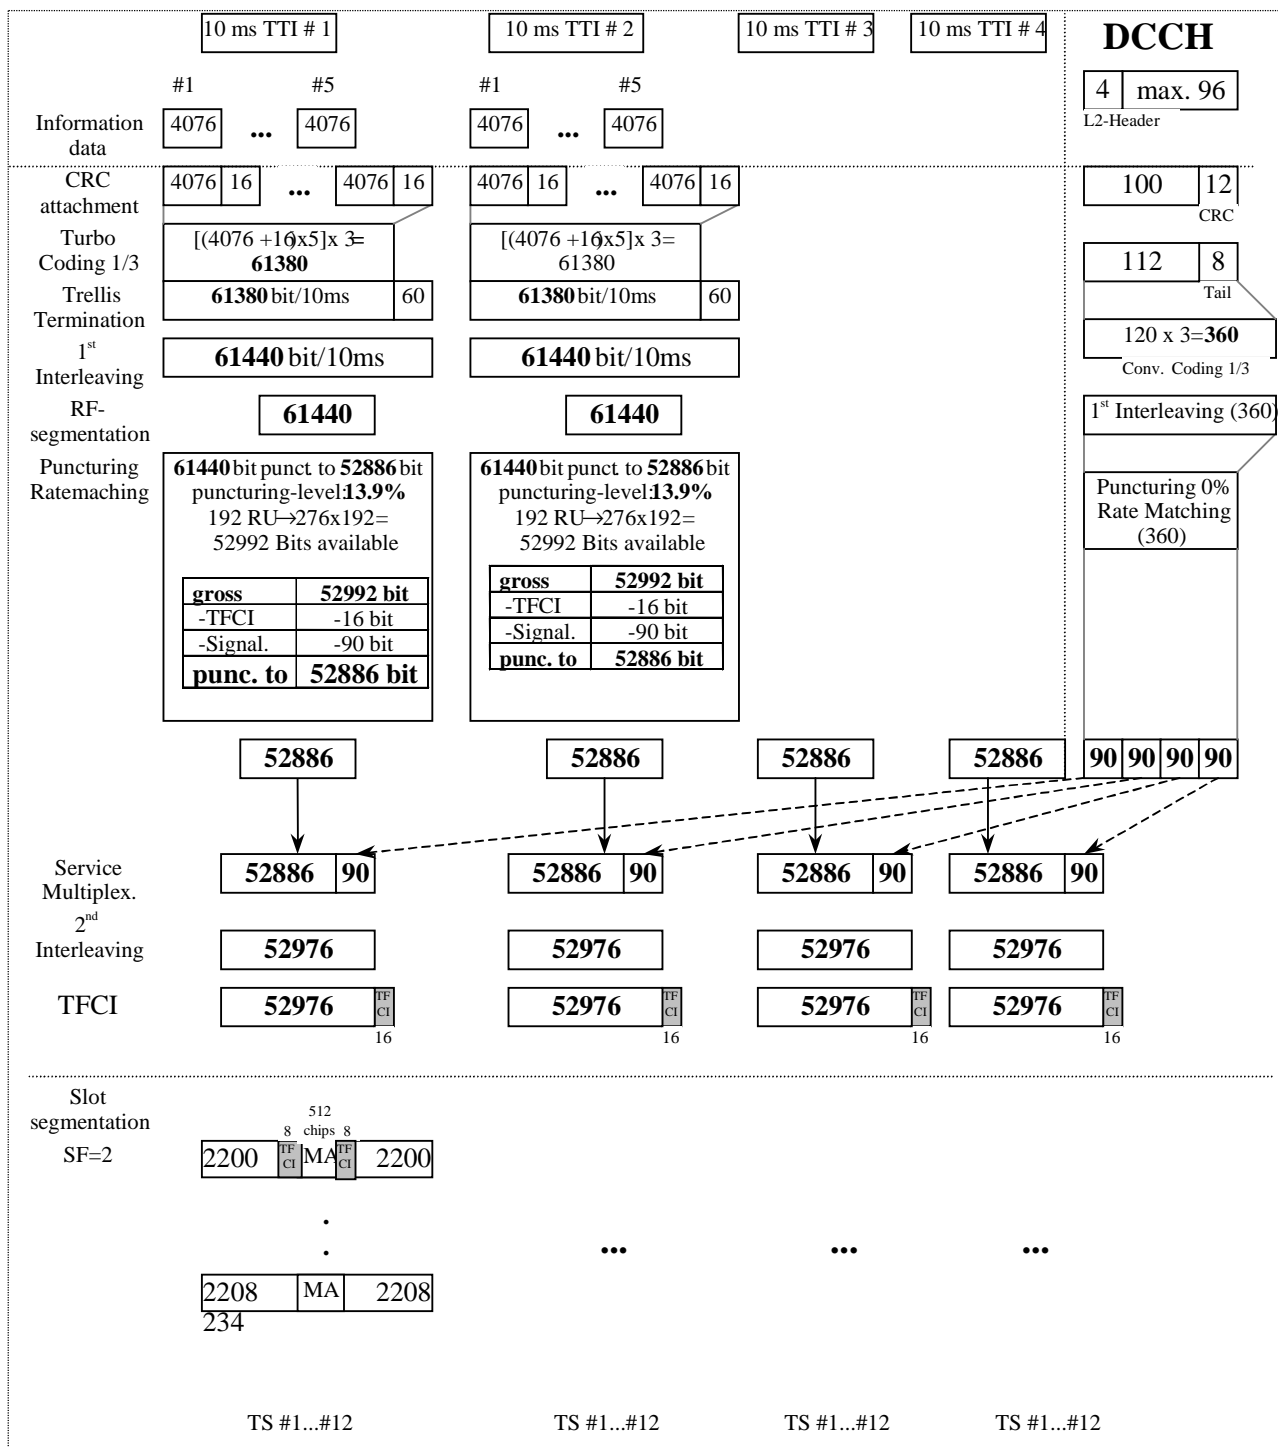 10 ms TTI # 1 10 ms TTI # 2 10 ms TTI # 3 10 ms TTI # 4 DCCH
#1 #5 #1 #5
4 max. 96
L2-Header
Information
data
4076 ... 4076 4076 ... 4076
CRC
attachment
4076 16 ... 4076 16 4076 16 ... 4076 16 100 12
CRC
Turbo
Coding 1/3
[(4076 +16)x5]x 3=
61380
[(4076 +16)x5]x 3=
61380
112 8
Tail
Trellis
Termination
61380 bit/10ms 60 61380 bit/10ms 60
120 x 3=360
Conv. Coding 1/3
1st
Interleaving
61440 bit/10ms 61440 bit/10ms
RF-
segmentation
61440 61440 1st Interleaving (360)
Puncturing
Ratemaching
61440 bit punct. to 52886 bit
puncturing-level:13.9%
192 RU→276x192=
52992 Bits available
gross 52992 bit
-TFCI -16 bit
-Signal. -90 bit
punc. to 52886 bit
61440 bit punct. to 52886 bit
puncturing-level:13.9%
192 RU→276x192=
52992 Bits available
gross 52992 bit
-TFCI -16 bit
-Signal. -90 bit
punc. to 52886 bit
Puncturing 0%
Rate Matching
(360)
52886 52886 52886 52886 90 90 90 90
Service
Multiplex.
52886 90 52886 90 52886 90 52886 90
2nd
Interleaving
52976 52976 52976 52976
TFCI
52976 TF CI 52976 TF CI 52976 TF CI 52976 TF CI
16 16 16 16
Slot
segmentation
SF=2
512
8 chips 8
2200 TF CI MA TF CI 2200
.
. ... ... ...
2208 MA 2208
234
TS #1...#12 TS #1...#12 TS #1...#12 TS #1...#12